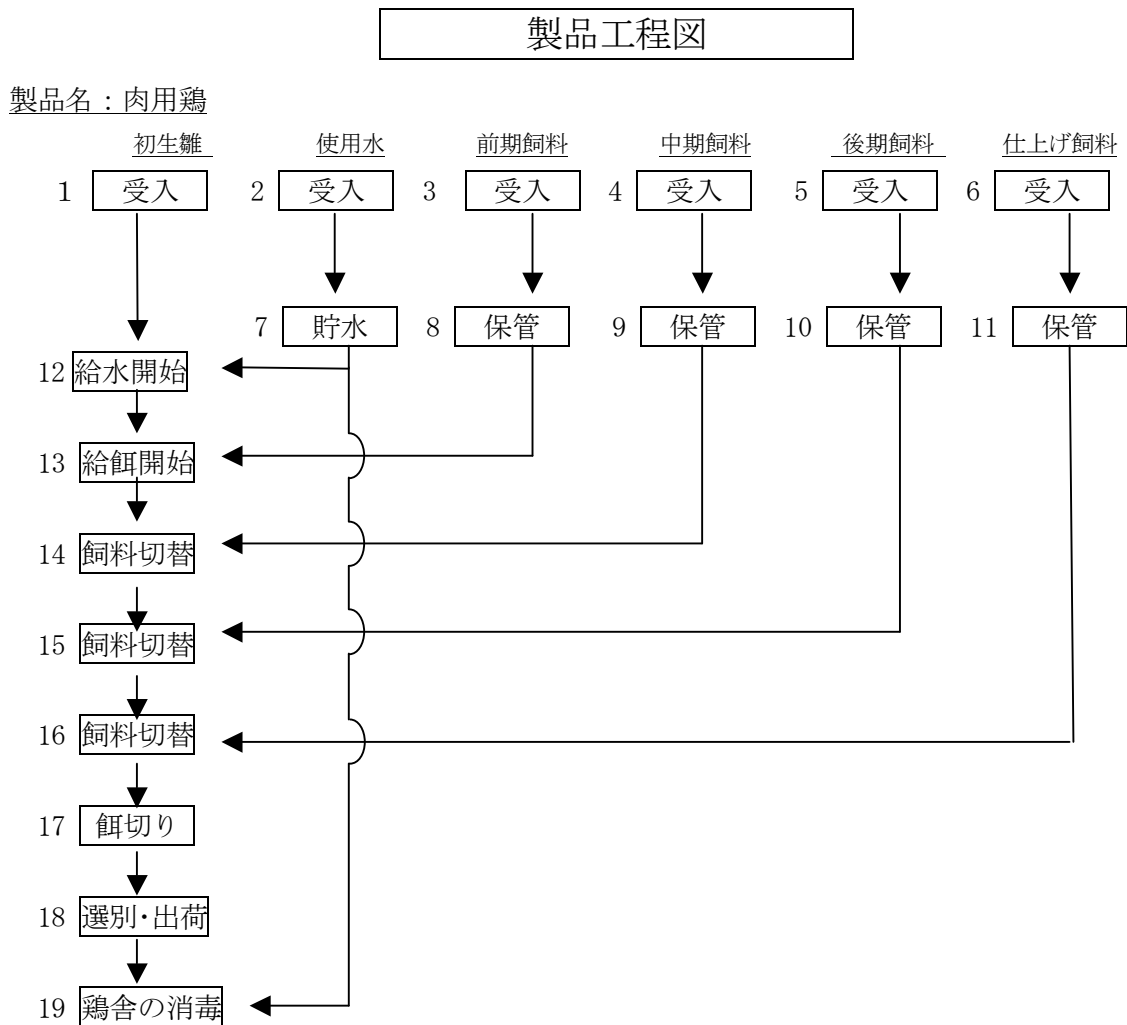 製品工程図
製品名：肉用鶏
初生雛 使用水 前期飼料 中期飼料 後期飼料 仕上げ飼料
1 受入 2 受入 3 受入 4 受入 5 受入 6 受入
7 貯水 8 保管 9 保管 10 保管 11 保管
12 給水開始
13 給餌開始
14 飼料切替
15 飼料切替
16 飼料切替
17 餌切り
18 選別・出荷
19 鶏舎の消毒